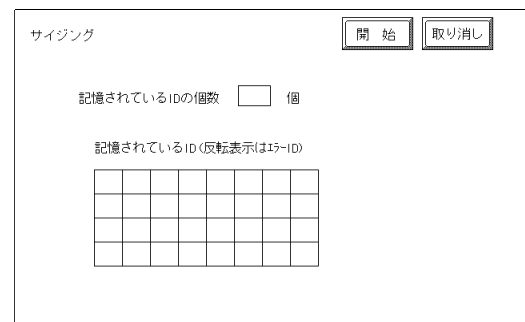 サイジング
開　始
取り消し
記憶されているIDの個数　　個
記憶されているID(反転表示はｴﾗｰID)